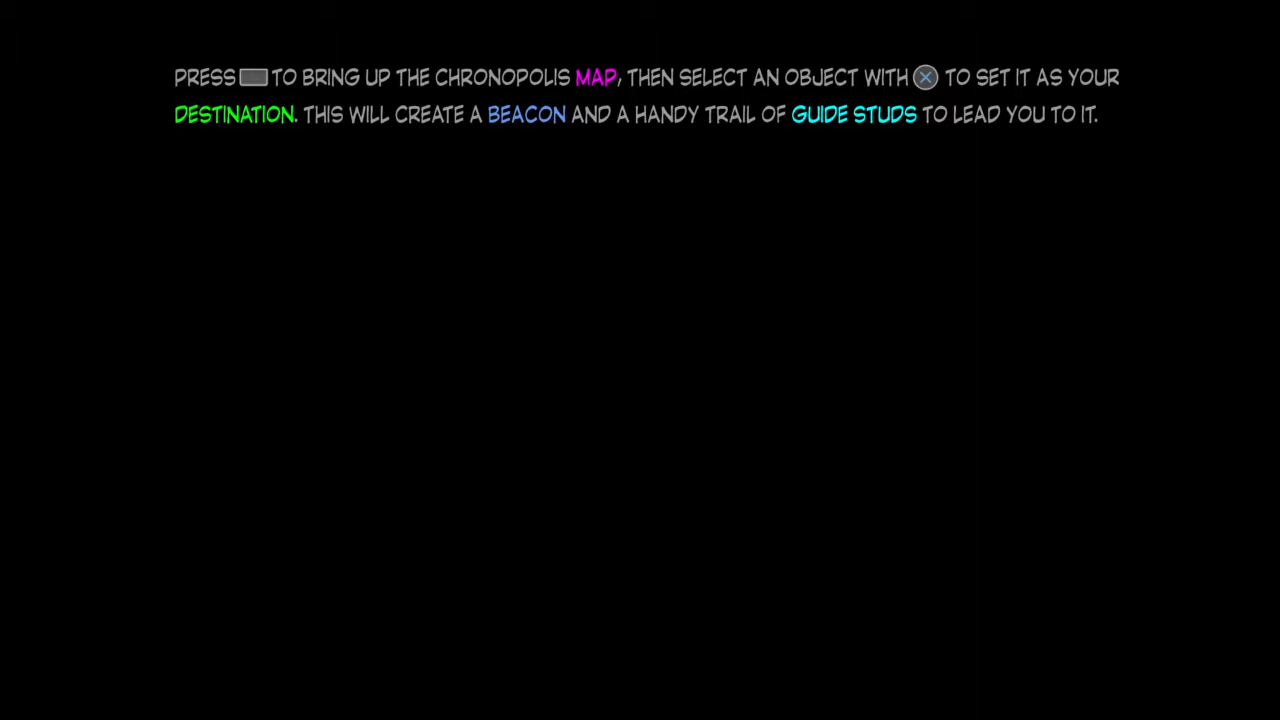 PRESS TO BRING UP THE CHRONOPOLIS MAP, THEN SELECT AN OBJECT WITH TO SET IT AS YOUR
DESTINATION. THIS WILL CREATE A BEACON AND A HANDY TRAIL OF GUIDE STUDS TO LEAD YOU TO IT.